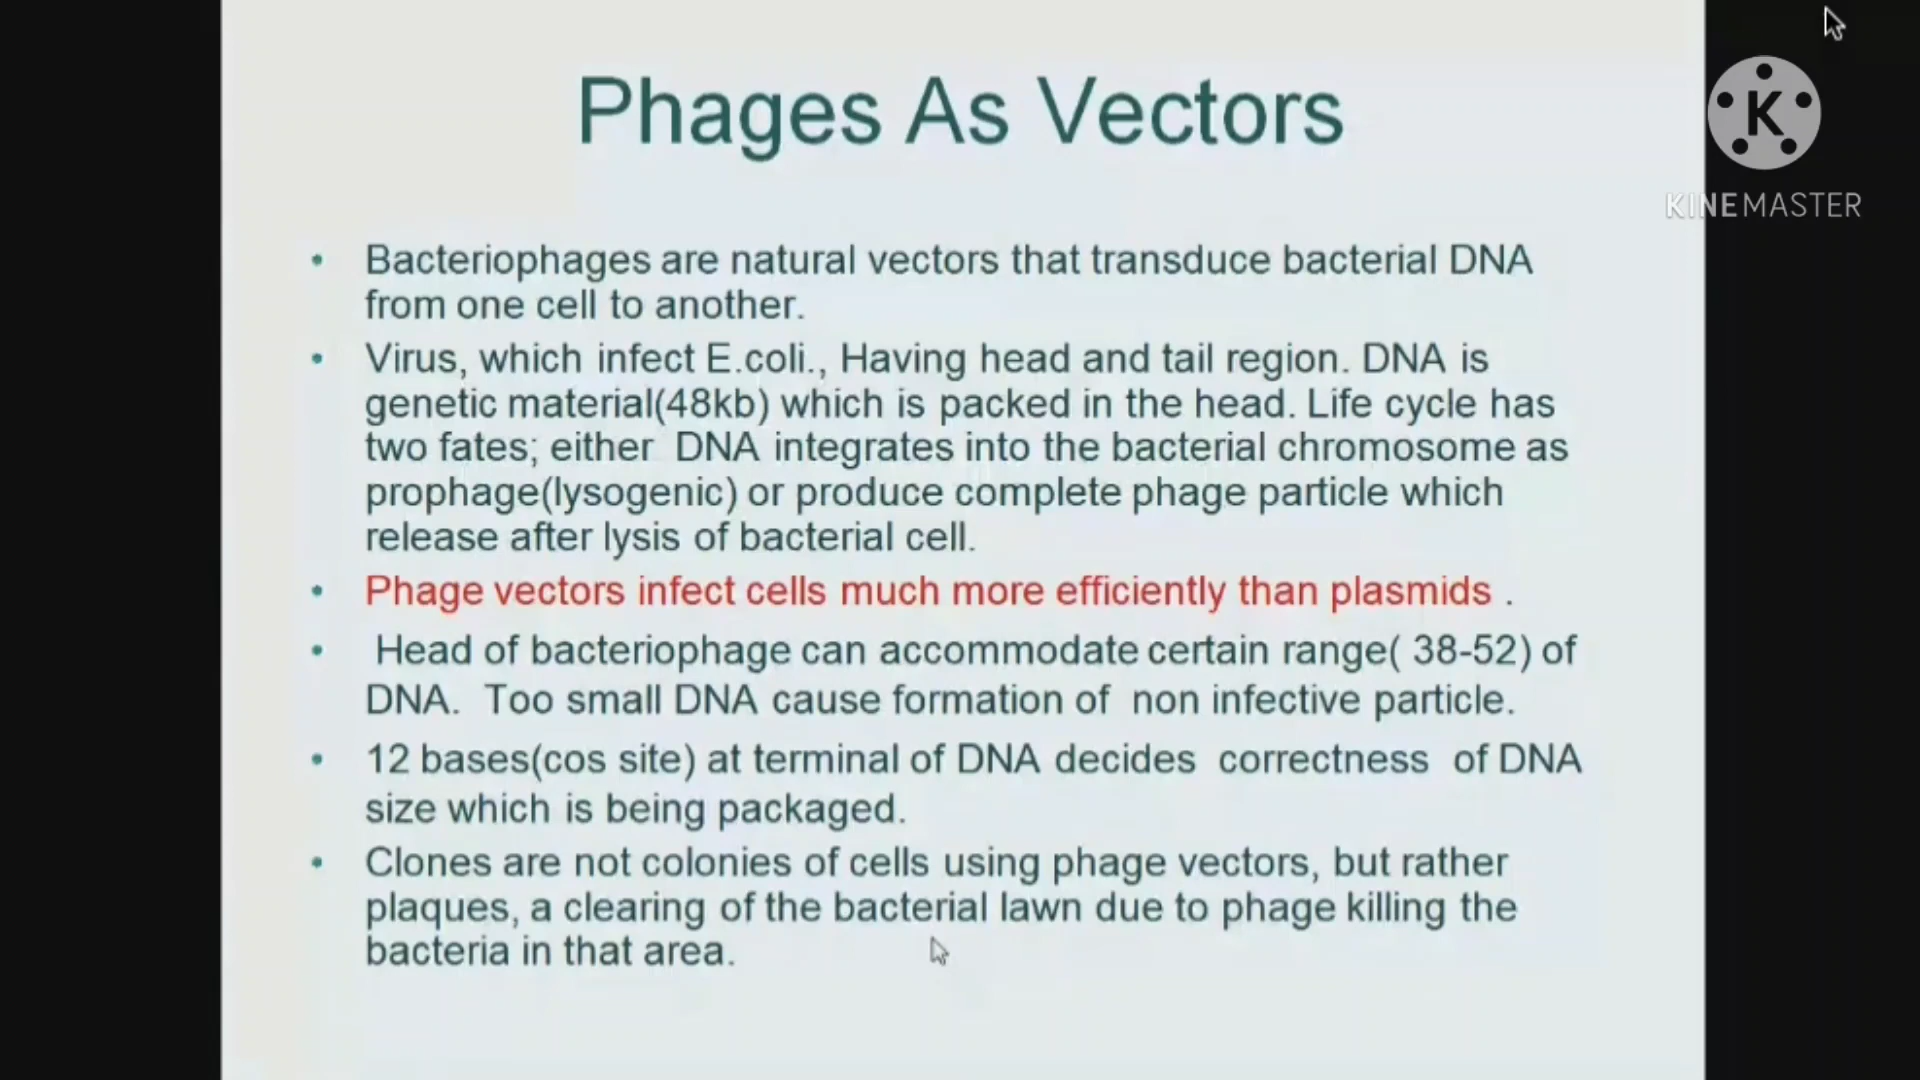 Phages As Vectors
K
KINEMASTER
• Bacteriophages are natural vectors that transduce bacterial DNA
from one cell to another.
• Virus, which infect E.coli., Having head and tail region. DNA is
genetic material(48kb) which is packed in the head. Life cycle has
two fates; either DNA integrates into the bacterial chromosome as
prophage(lysogenic) or produce complete phage particle which
release after lysis of bacterial cell.
• Phage vectors infect cells much more efficiently than plasmids .
• Head of bacteriophage can accommodate certain range( 38-52) of
DNA. Too small DNA cause formation of non infective particle.
• 12 bases(cos site) at terminal of DNA decides correctness of DNA
size which is being packaged.
• Clones are not colonies of cells using phage vectors, but rather
plaques, a clearing of the bacterial lawn due to phage killing the
bacteria in that area.